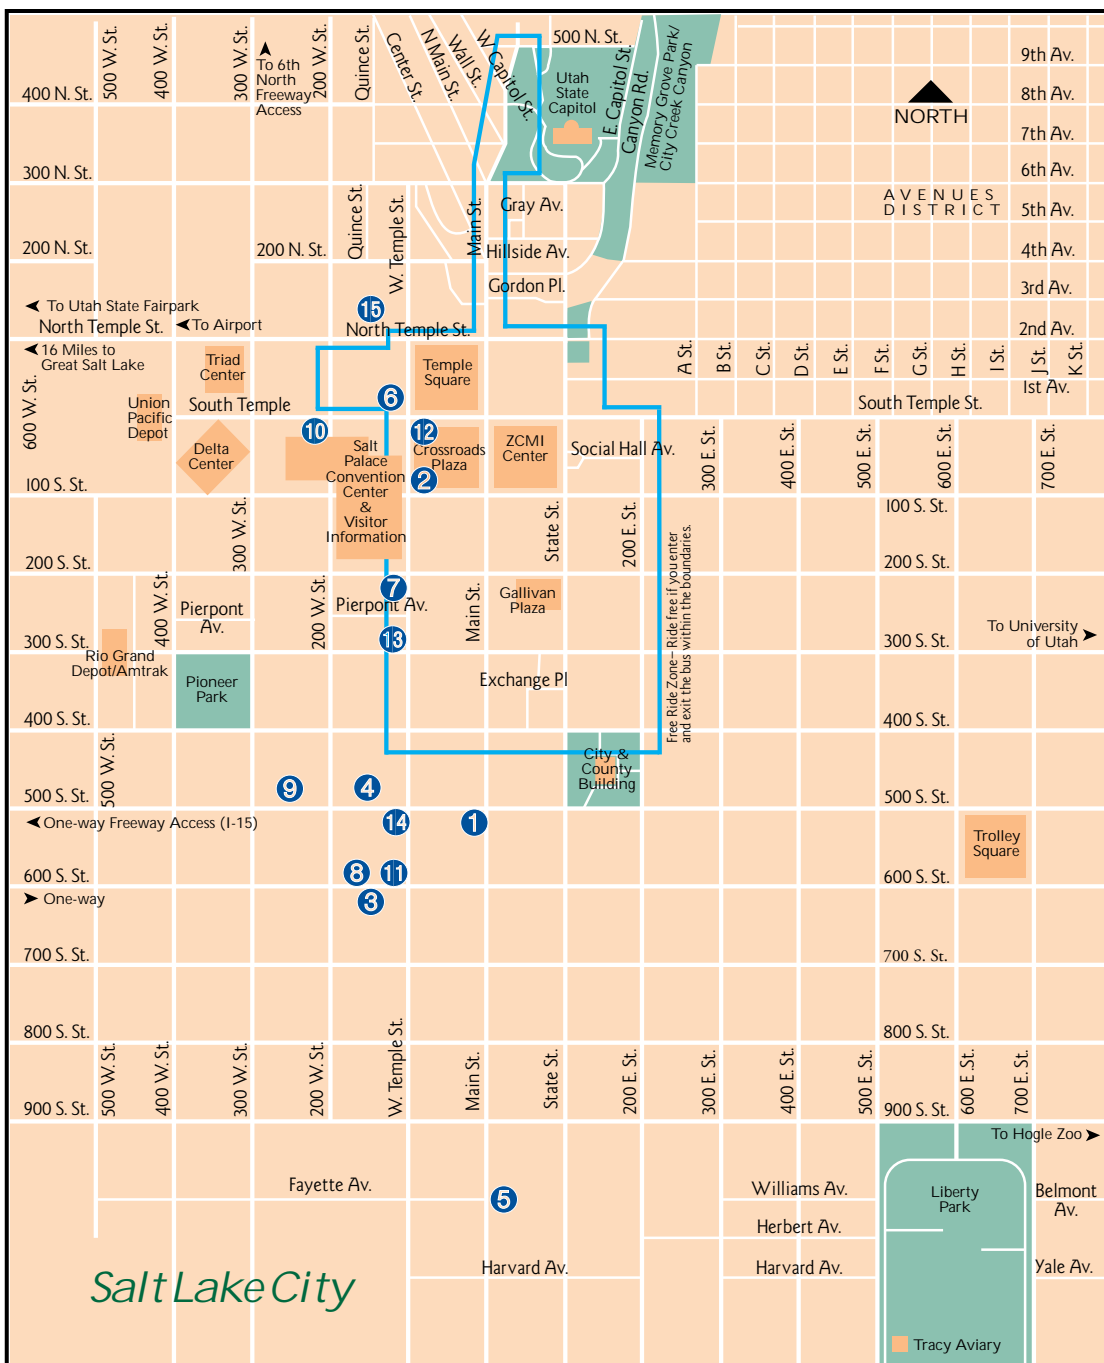 500 W. St.
400 W. St.
300 W. St.
To 6th
North
Freeway
Access
200 W. St.
Quince St.
Center St.
N Main St.
Wall St.
W Capitol St.
500 N. St.
Utah
State
Capitol
E. Capitol St.
Canyon Rd.
Memory Grove Park/
City Creek Canyon
9th Av.
8th Av.
7th Av.
6th Av.
5th Av.
4th Av.
3rd Av.
2nd Av.
1st Av.
NORTH
AVENUES
DISTRICT
400 N. St.
300 N. St.
200 N. St.
200 N. St.
Quince St.
W. Temple St.
Main St.
Gray Av.
Hillside Av.
Gordon Pl.
To Utah State Fairpark
North Temple St.
To Airport
15
North Temple St.
16 Miles to
Great Salt Lake
Triad
Center
Temple
Square
A St.
B St.
C St.
D St.
E St.
F St.
G St.
H St.
I St.
J St.
K St.
600 W. St.
Union
Pacific
Depot
South Temple
6
South Temple St.
10
12
Delta
Center
Salt
Palace
Convention
Center
&
Visitor
Information
Crossroads
Plaza
2
ZCMI
Center
Social Hall Av.
300 E. St.
400 E. St.
500 E. St.
600 E. St.
700 E. St.
100 S. St.
100 S. St.
300 W. St.
State St.
200 E. St.
200 S. St.
200 S. St.
Free Ride Zone– Ride free if you enter
and exit the bus within the boundaries.
400 W. St.
Pierpont
Av.
200 W. St.
7
Pierpont Av.
Main St.
Gallivan
Plaza
13
300 S. St.
300 S. St.
To University
of Utah
Rio Grand
Depot/Amtrak
Pioneer
Park
Exchange Pl
400 S. St.
400 S. St.
500 W. St.
City &
County
Building
9
4
500 S. St.
500 S. St.
One-way Freeway Access (I-15)
14
1
Trolley
Square
8
11
600 S. St.
600 S. St.
One-way
3
700 S. St.
700 S. St.
800 S. St.
800 S. St.
500 W. St.
400 W. St.
300 W. St.
200 W. St.
W. Temple St.
Main St.
State St.
200 E. St.
300 E. St.
400 E. St.
500 E. St.
600 E.St.
700 E. St.
900 S. St.
900 S. St.
To Hogle Zoo
Fayette Av.
5
Williams Av.
Liberty
Park
Belmont
Av.
Herbert Av.
Harvard Av.
Harvard Av.
Yale Av.
Salt Lake City
Tracy Aviary